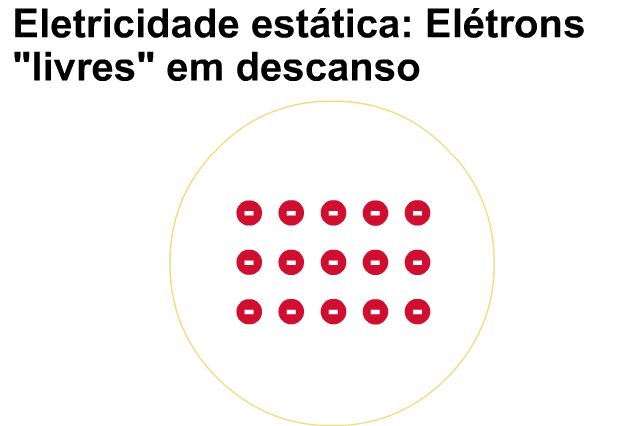 Eletricidade estática: Elétrons
"livres" em descanso